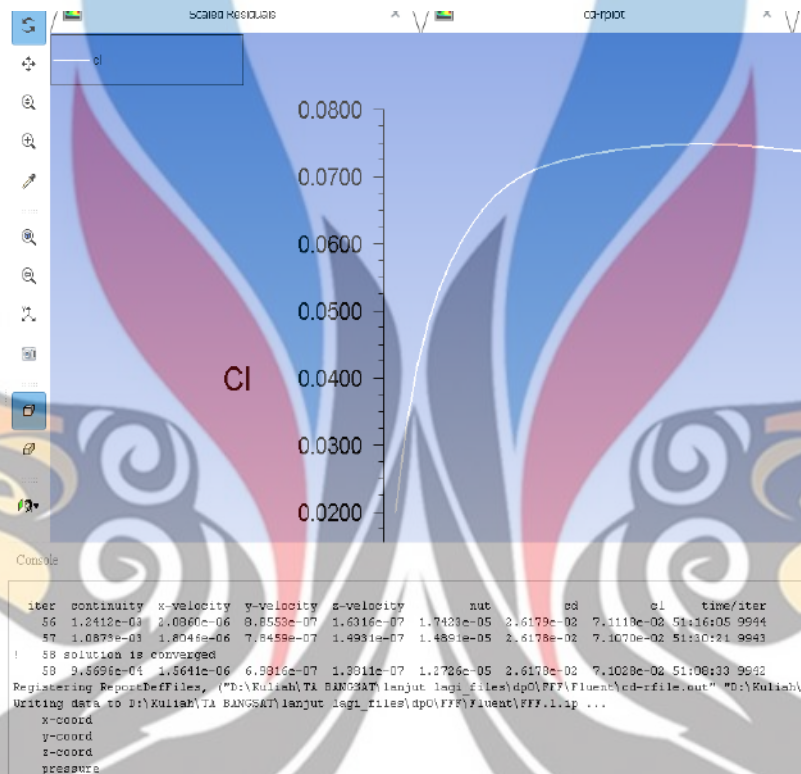 Scaled Residuals
cd-rplot
cl
0.0800
0.0700
0.0600
0.0500
0.0400
0.0300
0.0200
Cl
Console
iter continuity x-velocity y-velocity z-velocity nut cd cl time/iter
56 1.2412e-03 2.0860e-06 8.8553e-07 1.6316e-07 1.7423e-05 2.6179e-02 7.1118e-02 51:16:05 9944
57 1.0873e-03 1.8046e-06 7.8459e-07 1.4931e-07 1.4891e-05 2.6178e-02 7.1070e-02 51:30:21 9943
! 58 solution is converged
58 9.5696e-04 1.5641e-06 6.9816e-07 1.3811e-07 1.2726e-05 2.6178e-02 7.1028e-02 51:08:33 9942
Registering ReportDefFiles, ("D:\Kuliah\TA BANGSAT\lanjut lagi_files\dp0\FFF\Fluent\cd-rfile.out" "D:\Kuliah\
Writing data to D:\Kuliah\TA BANGSAT\lanjut lagi_files\dp0\FFF\Fluent\FFF.1.ip ...
x-coord
y-coord
z-coord
pressure